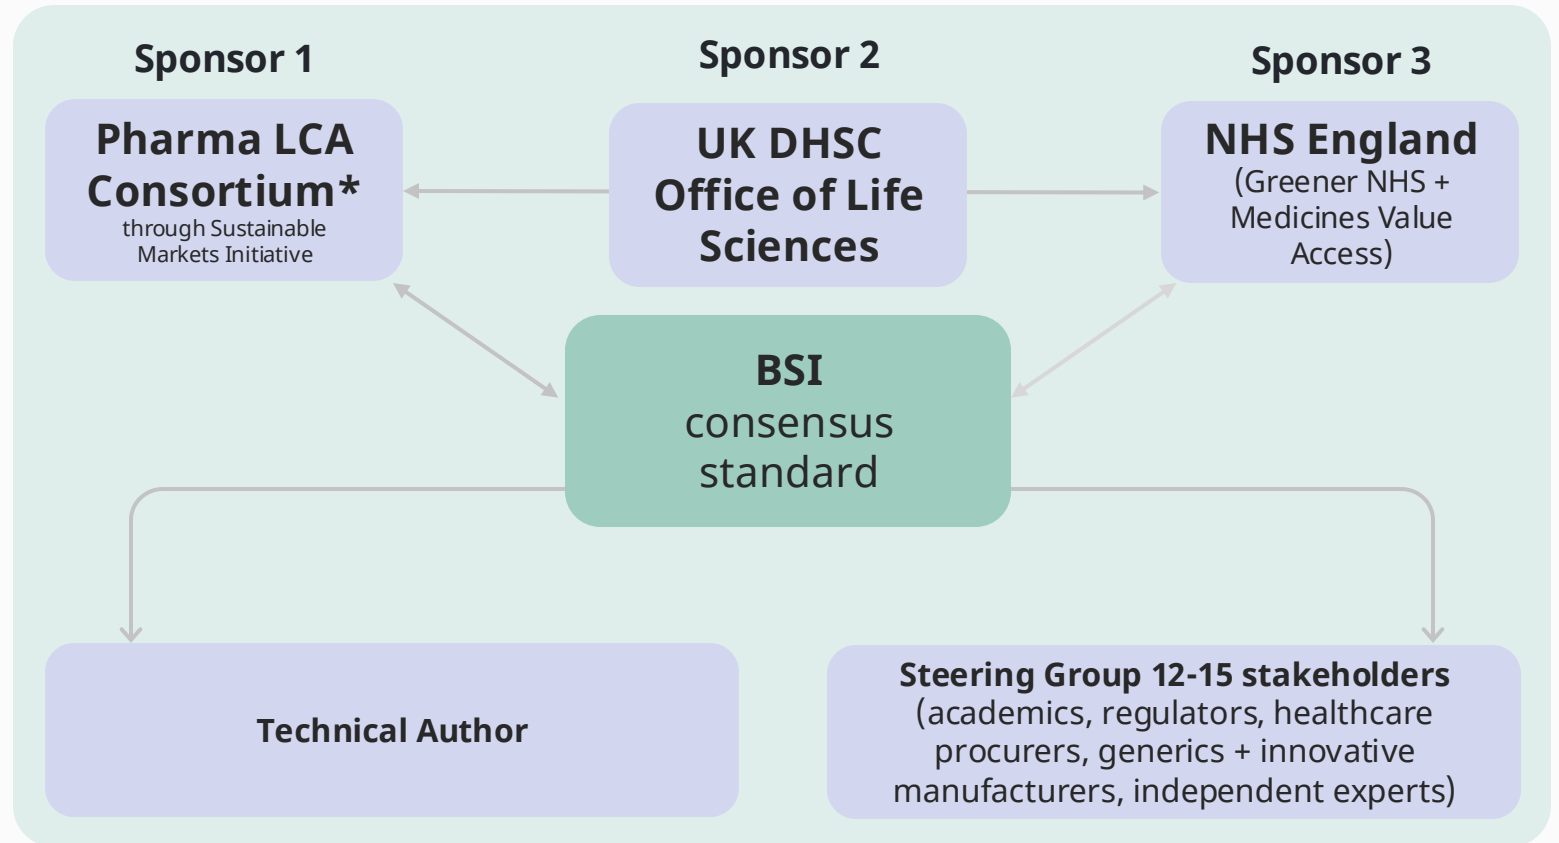 Sponsor 1
Sponsor 2
Sponsor 3
Pharma LCA
Consortium*
through Sustainable
Markets Initiative
UK DHSC
Office of Life
Sciences
NHS England
(Greener NHS +
Medicines Value
Access)
BSI
consensus
standard
Technical Author
Steering Group 12-15 stakeholders
(academics, regulators, healthcare
procurers, generics + innovative
manufacturers, independent experts)